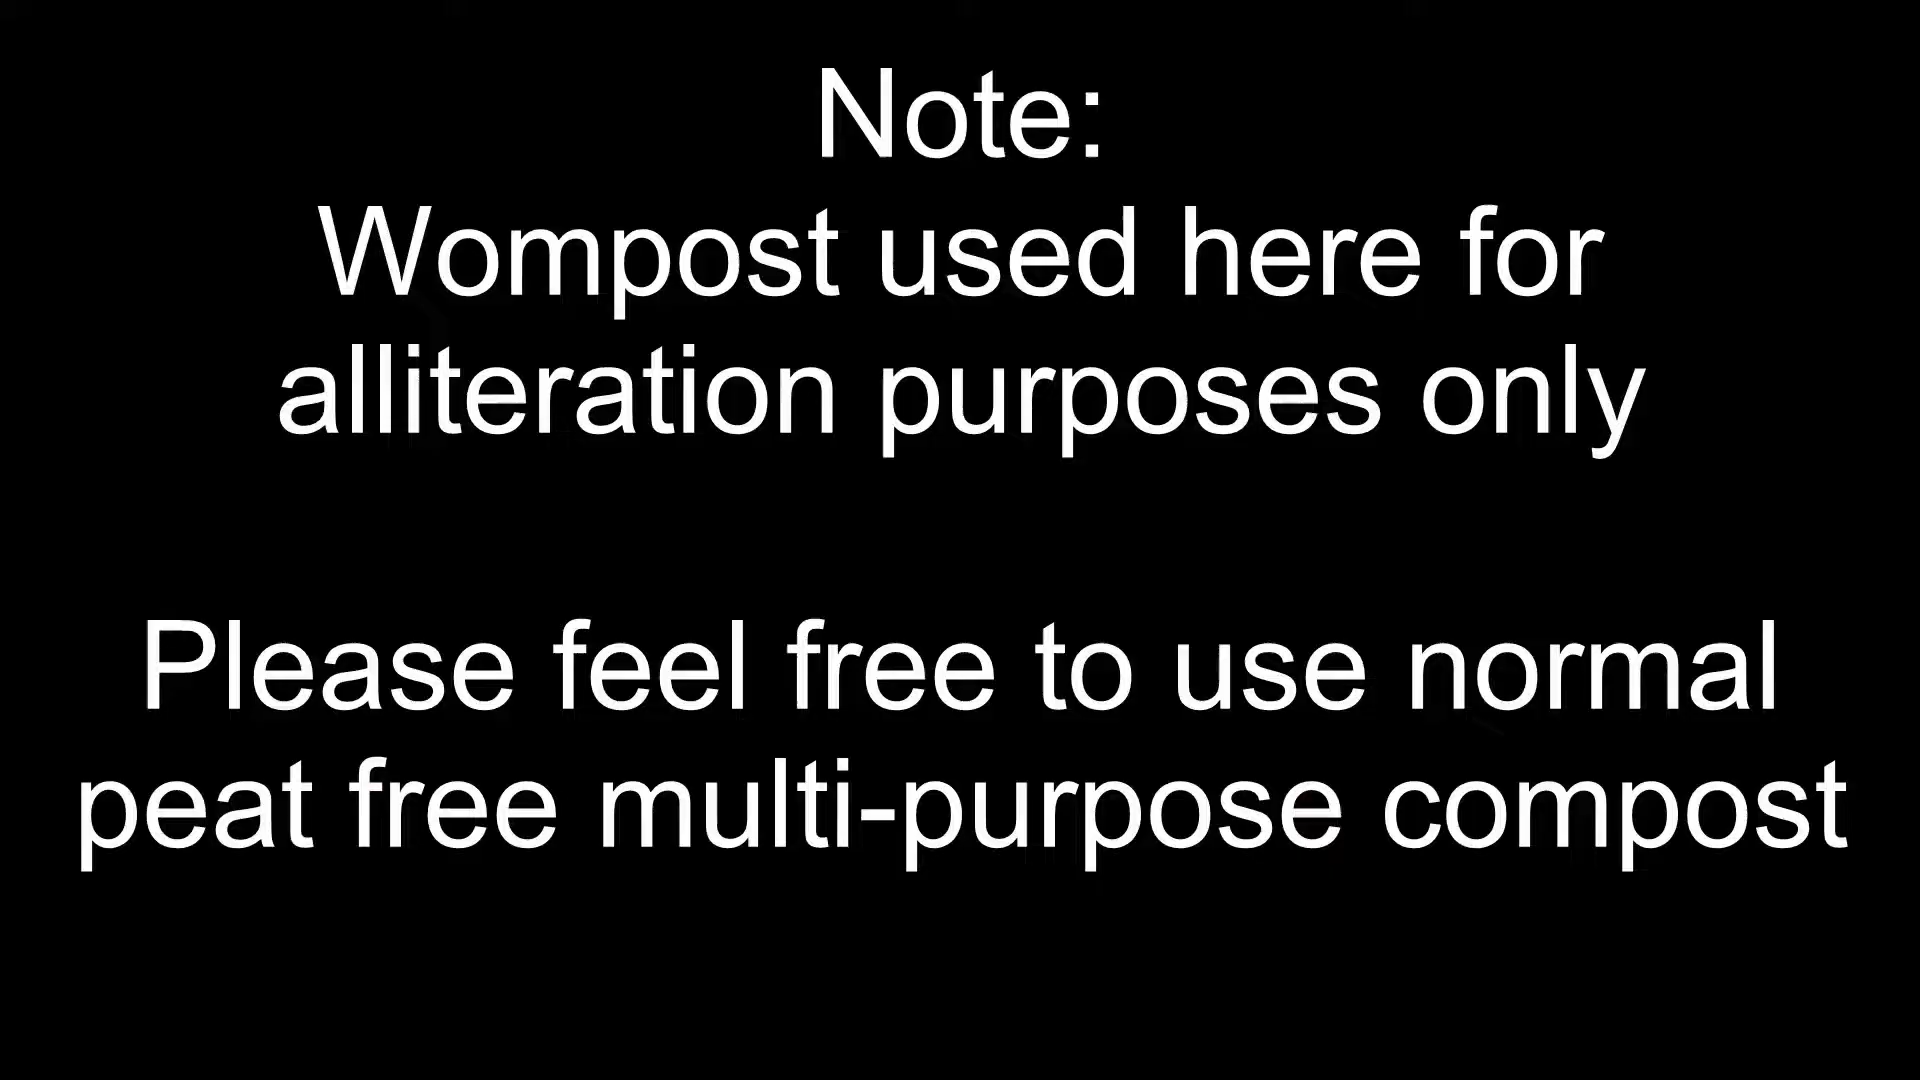 Note:
Wompost used here for
alliteration purposes only
Please feel free to use normal
peat free multi-purpose compost